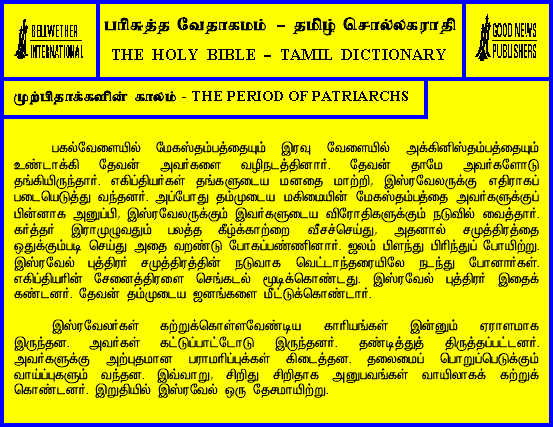 BELLWETHER
INTERNATIONAL
பரிசுத்த வேதாகமம் – தமிழ் சொல்லகராதி
THE HOLY BIBLE – TAMIL DICTIONARY
GOOD NEWS
PUBLISHERS
முற்பிதாக்களின் காலம் - THE PERIOD OF PATRIARCHS
பகல்வேளையில் மேகஸ்தம்பத்தையும் இரவு வேளையில் அக்கினிஸ்தம்பத்தையும்
உண்டாக்கி தேவன் அவர்களை வழிநடத்தினார். தேவன் தாமே அவர்களோடு
தங்கியிருந்தார். எகிப்தியர்கள் தங்களுடைய மனதை மாற்றி, இஸ்ரவேலருக்கு எதிராகப்
படையெடுத்து வந்தனர். அப்போது தம்முடைய மகிமையின் மேகஸ்தம்பத்தை அவர்களுக்குப்
பின்னாக அனுப்பி, இஸ்ரவேலருக்கும் இவர்களுடைய விரோதிகளுக்கும் நடுவில் வைத்தார்.
கர்த்தர் இராமுழுவதும் பலத்த கீழ்க்காற்றை வீசச்செய்து, அதனால் சமுத்திரத்தை
ஒதுக்கும்படி செய்து அதை வறண்டு போகப்பண்ணினார். ஜலம் பிளந்து பிரிந்துப் போயிற்று.
இஸ்ரவேல் புத்திரர் சமுத்திரத்தின் நடுவாக வெட்டாந்தரையிலே நடந்து போனார்கள்.
எகிப்தியரின் சேனைத்திரளை செங்கடல் மூடிக்கொண்டது. இஸ்ரவேல் புத்திரர் இதைக்
கண்டனர். தேவன் தம்முடைய ஜனங்களை மீட்டுக்கொண்டார்.
இஸ்ரவேலர்கள் கற்றுக்கொள்ளவேண்டிய காரியங்கள் இன்னும் ஏராளமாக
இருந்தன. அவர்கள் கட்டுப்பாட்டோடு இருந்தனர். தண்டித்துத் திருத்தப்பட்டனர்.
அவர்களுக்கு அற்புதமான பராமரிப்புக்கள் கிடைத்தன. தலைமைப் பொறுப்பெடுக்கும்
வாய்ப்புகளும் வந்தன. இவ்வாறு, சிறிது சிறிதாக அனுபவங்கள் வாயிலாகக் கற்றுக்
கொண்டனர். இறுதியில் இஸ்ரவேல் ஒரு தேசமாயிற்று.